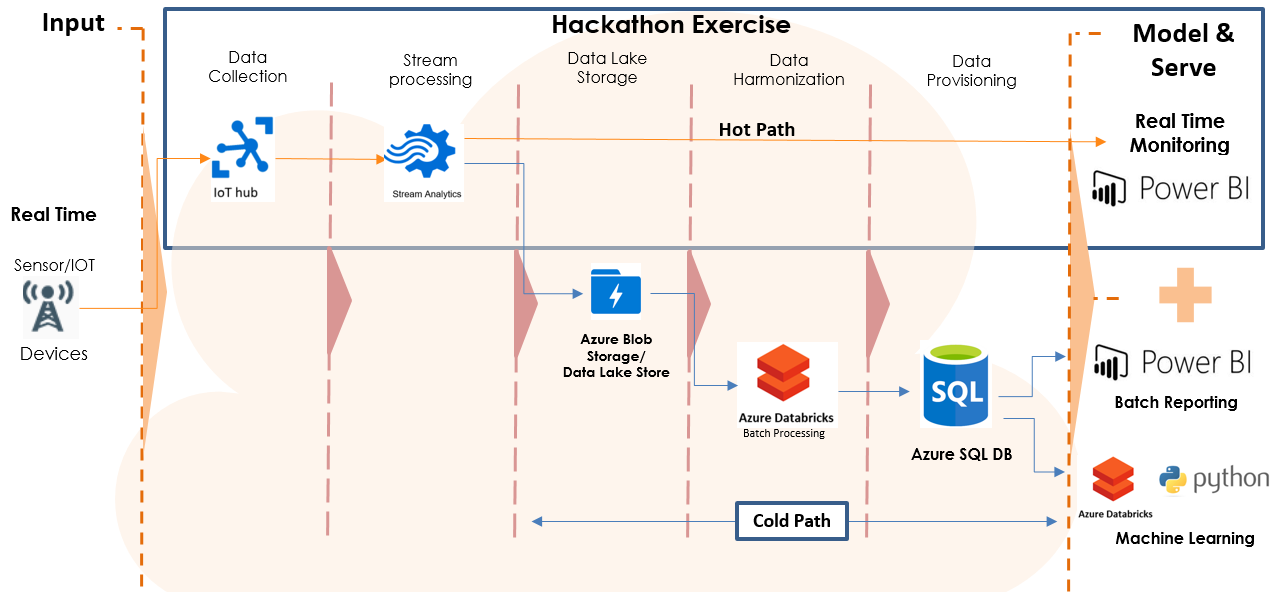 Input
Hackathon Exercise
Model &
Serve
Data
Collection
Stream
processing
Data Lake
Storage
Data
Harmonization
Data
Provisioning
IoT hub
Stream Analytics
Hot Path
Real Time
Monitoring
Power BI
Real Time
Sensor/IOT
Devices
Azure Blob
Storage/
Data Lake Store
Azure Databricks
Batch Processing
SQL
Azure SQL DB
Power BI
Batch Reporting
Azure Databricks
python
Machine Learning
Cold Path